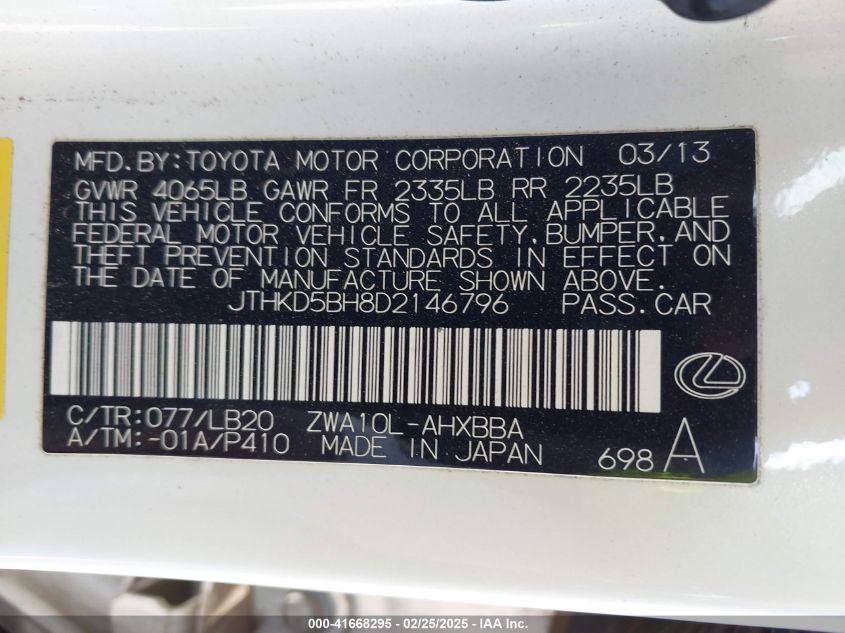 MFD.BY:TOYOTA MOTOR CORPORATION 03/13
GVWR 4065LB GAWR FR 2335LB RR 2235LB
THIS VEHICLE CONFORMS TO ALL APPLICABLE
FEDERAL MOTOR VEHICLE SAFETY,BUMPER,AND
THEFT PREVENTION STANDARDS IN EFFECT ON
THE DATE OF MANUFACTURE SHOWN ABOVE.
JTHKD5BH8D2146796 PASS.CAR
C/TR:077/LB20 ZWA10L-AHXBBA
A/TM:-01A/P410 MADE IN JAPAN 698 A
000-41668295 - 02/25/2025 - IAA Inc.